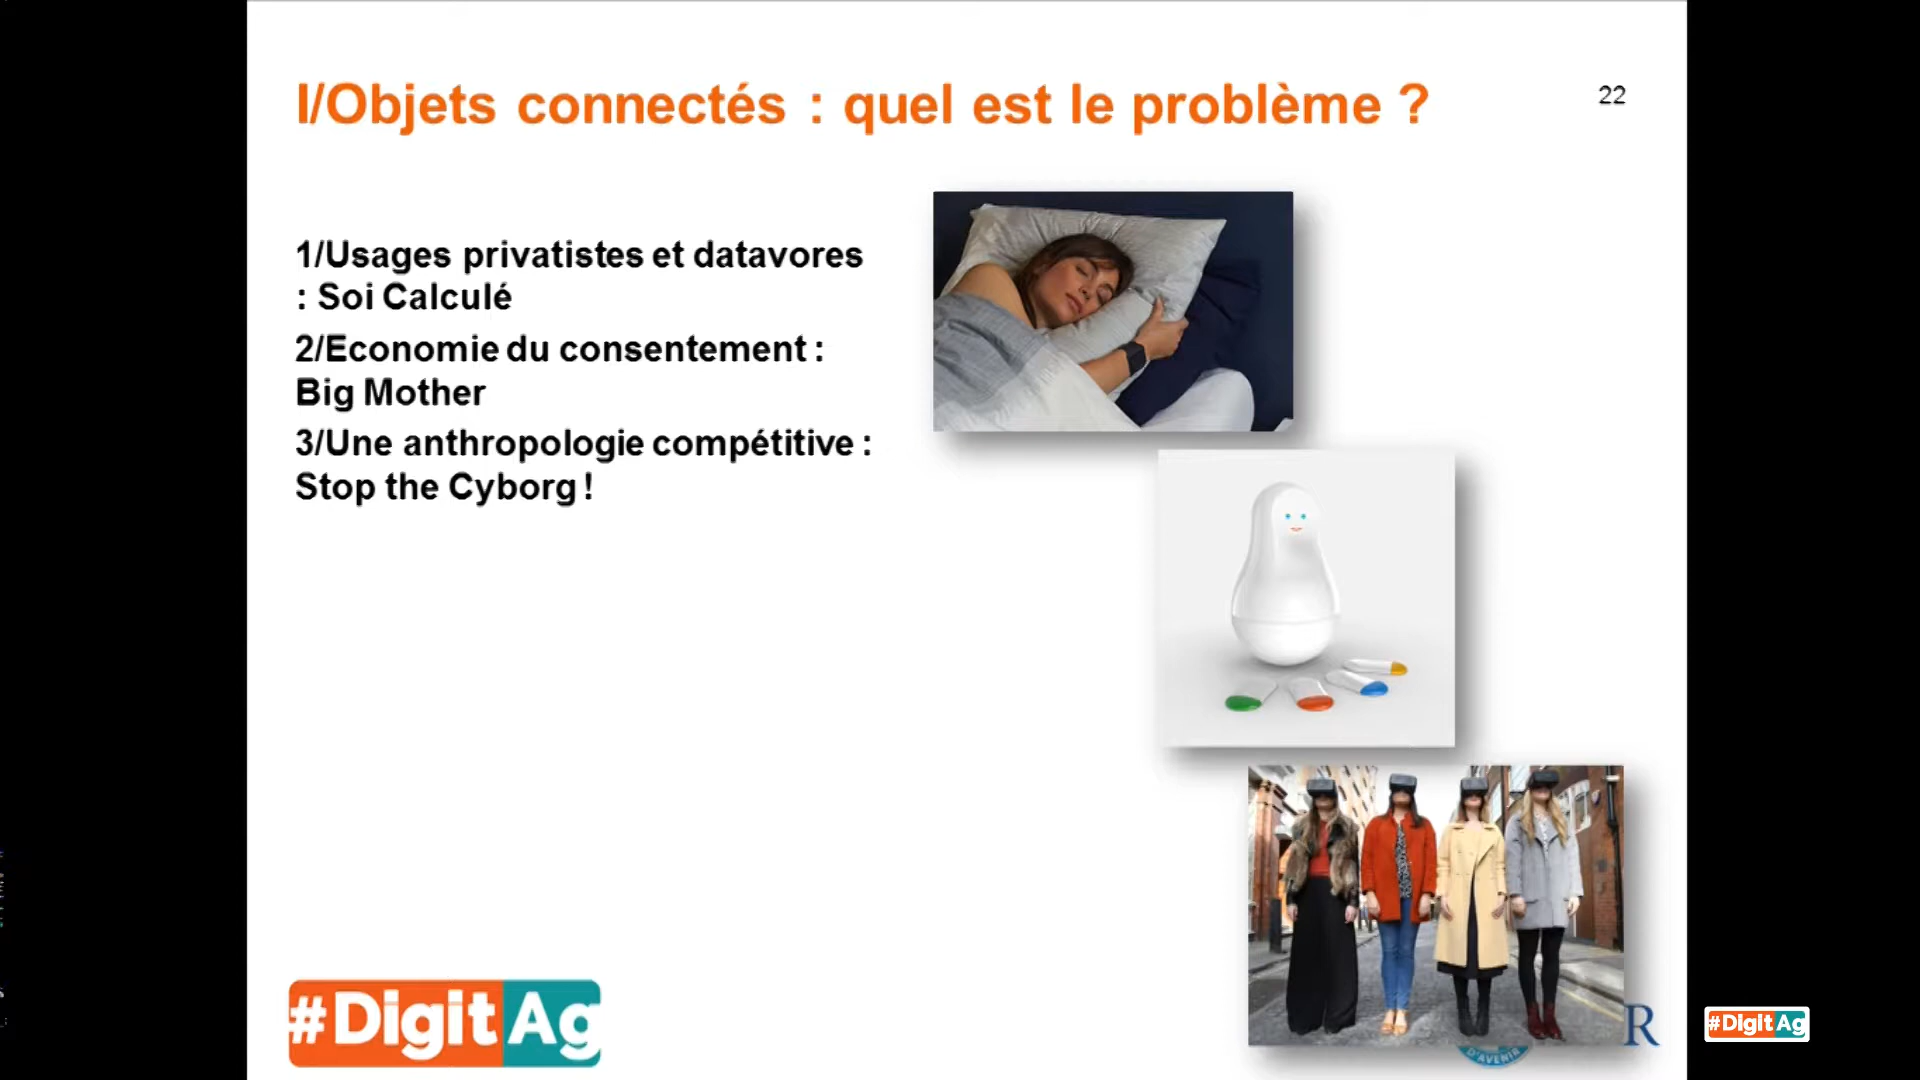 I/Objets connectés : quel est le problème ?
22
1/Usages privatistes et datavores
: Soi Calculé
2/Economie du consentement :
Big Mother
3/Une anthropologie compétitive :
Stop the Cyborg !
#DigitAg
D'AVENIR
R
#DigitAg